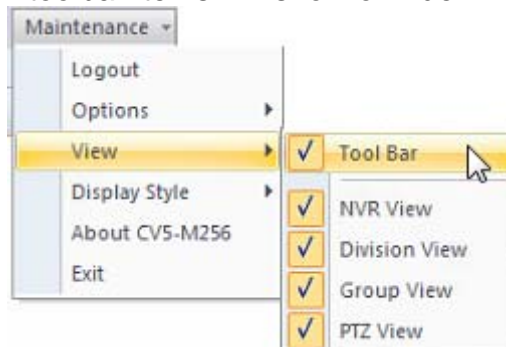 Maintenance
Logout
Options
View
Display Style
About CV5-M256
Exit
Tool Bar
NVR View
Division View
Group View
PTZ View